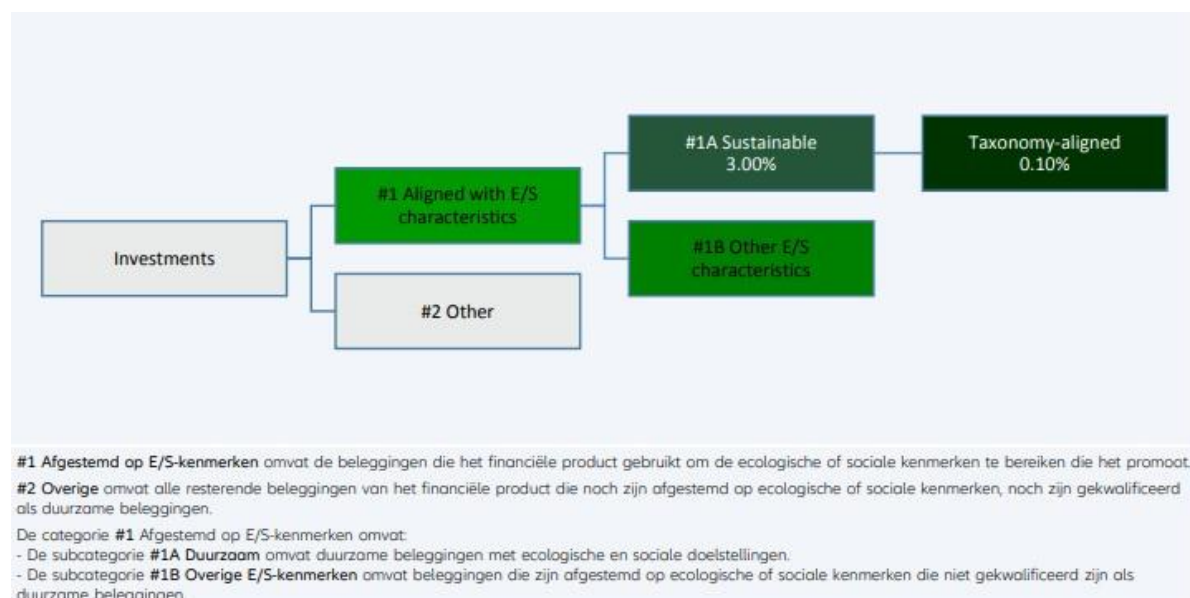 #1A Sustainable
3.00%
Taxonomy-aligned
0.10%
#1 Aligned with E/S
characteristics
#1B Other E/S
characteristics
Investments
#2 Other
#1 Afgestemd op E/S-kenmerken omvat de beleggingen die het financiële product gebruikt om de ecologische of sociale kenmerken te bereiken die het promoot.
#2 Overige omvat alle resterende beleggingen van het financiële product die noch zijn afgestemd op ecologische of sociale kenmerken, noch zijn gekwalificeerd
als duurzame beleggingen.
De categorie #1 Afgestemd op E/S-kenmerken omvat:
- De subcategorie #1A Duurzaam omvat duurzame beleggingen met ecologische en sociale doelstellingen.
- De subcategorie #1B Overige E/S-kenmerken omvat beleggingen die zijn afgestemd op ecologische of sociale kenmerken die niet gekwalificeerd zijn als
duurzame beleggingen.